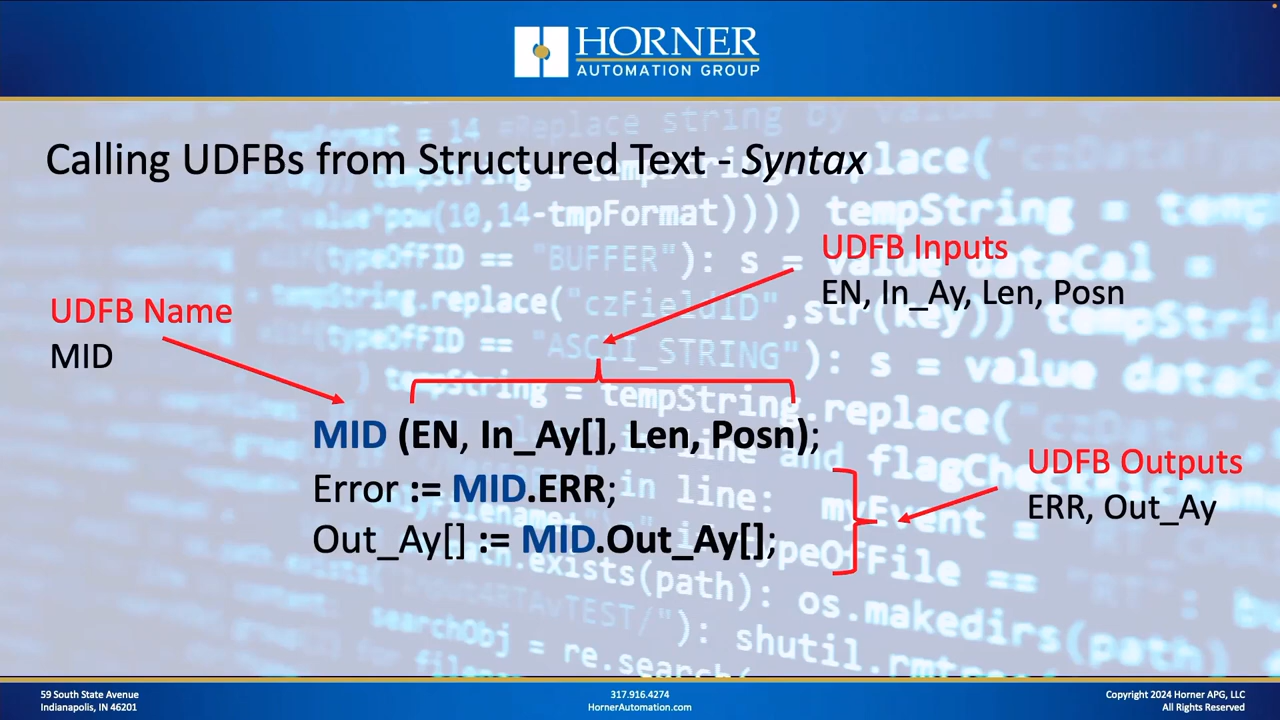 HORNER
AUTOMATION GROUP
Calling UDFBs from Structured Text - Syntax
UDFB Inputs
EN, In_Ay, Len, Posn
UDFB Name
MID
MID (EN, In_Ay[], Len, Posn);
Error := MID.ERR;
Out_Ay[] := MID.Out_Ay[];
UDFB Outputs
ERR, Out_Ay
59 South State Avenue
Indianapolis, IN 46201
317.916.4274
HornerAutomation.com
Copyright 2024 Horner APG, LLC
All Rights Reserved